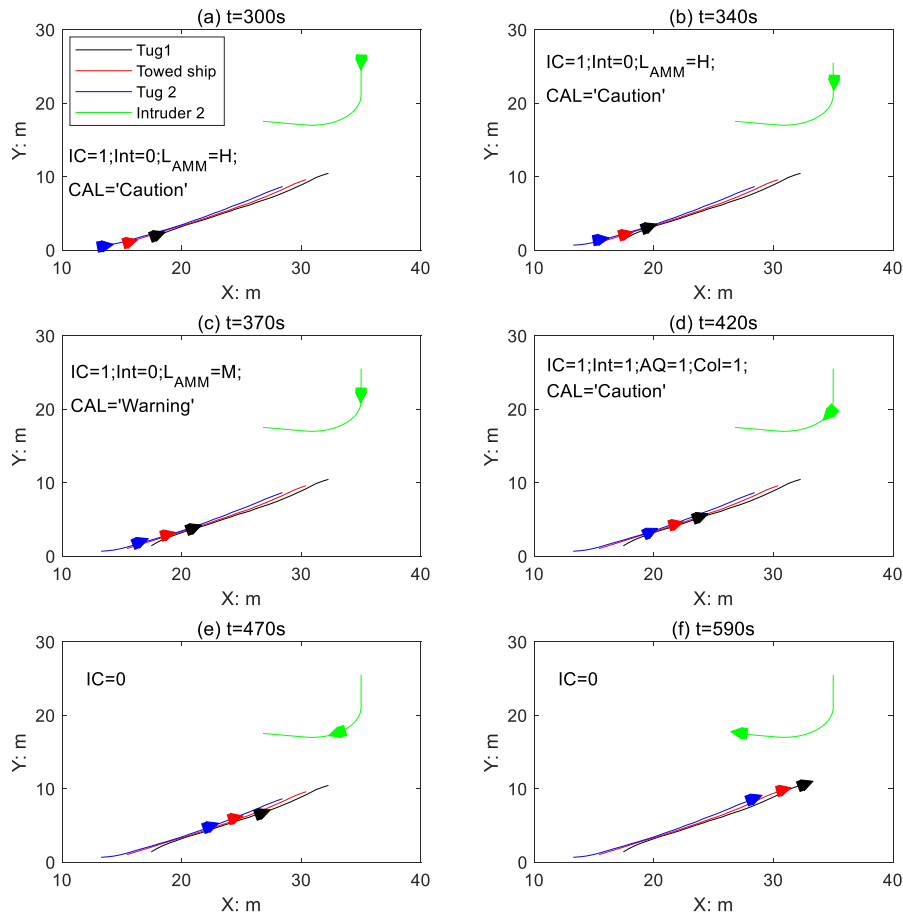 (a) t=300s
30
20
10
0
10
20
30
40
Y: m
X: m
Tug1
Towed ship
Tug 2
Intruder 2
IC=1;Int=0;L_AMM=H;
CAL='Caution'
(b) t=340s
30
20
10
0
10
20
30
40
Y: m
X: m
IC=1;Int=0;L_AMM=H;
CAL='Caution'
(c) t=370s
30
20
10
0
10
20
30
40
Y: m
X: m
IC=1;Int=0;L_AMM=M;
CAL='Warning'
(d) t=420s
30
20
10
0
10
20
30
40
Y: m
X: m
IC=1;Int=1;AQ=1;Col=1;
CAL='Caution'
(e) t=470s
30
20
10
0
10
20
30
40
Y: m
X: m
IC=0
(f) t=590s
30
20
10
0
10
20
30
40
Y: m
X: m
IC=0